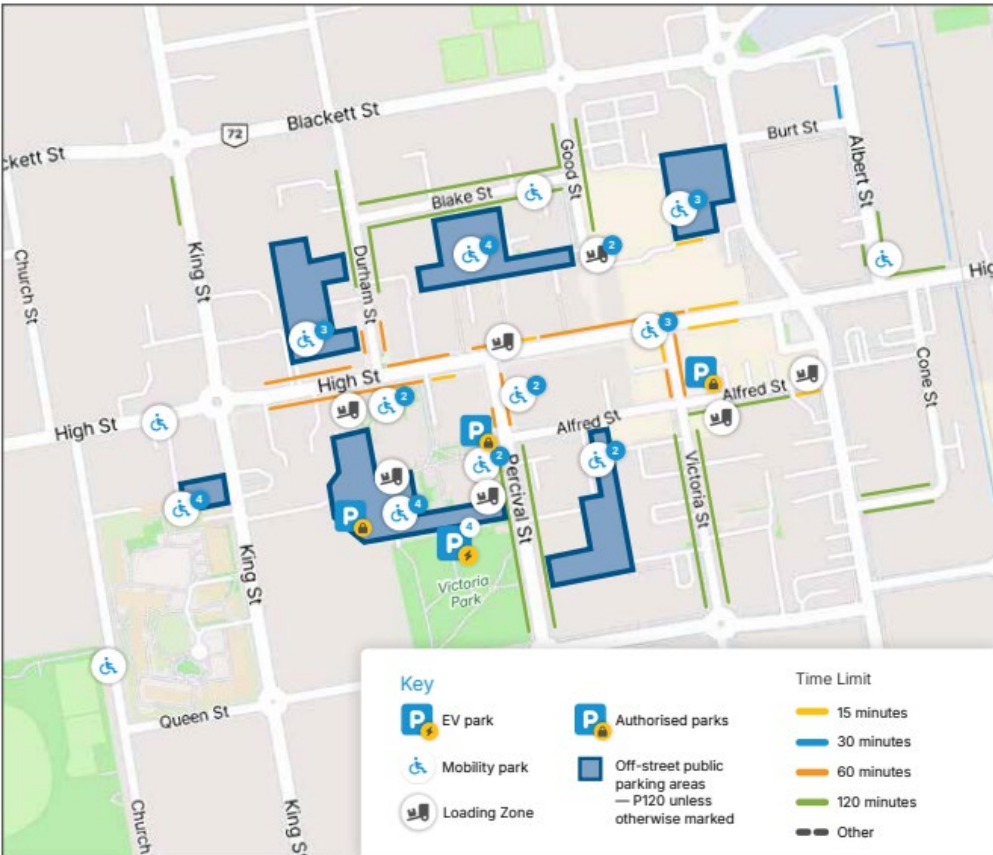 72
Blackett St
ckett St
Burt St
Good St
Albert St
Blake St
3
4
2
King St
Durham St
Church St
3
3
Hig
High St
2
2
P
Cone St
Alfred St
High St
P
Alfred St
2
2
4
Percival St
Victoria St
P
4
4
P
King St
Victoria
Park
Queen St
Church
King S
Key
P EV park
Mobility park
Loading Zone
P Authorised parks
Off-street public
parking areas
— P120 unless
otherwise marked
Time Limit
15 minutes
30 minutes
60 minutes
120 minutes
Other